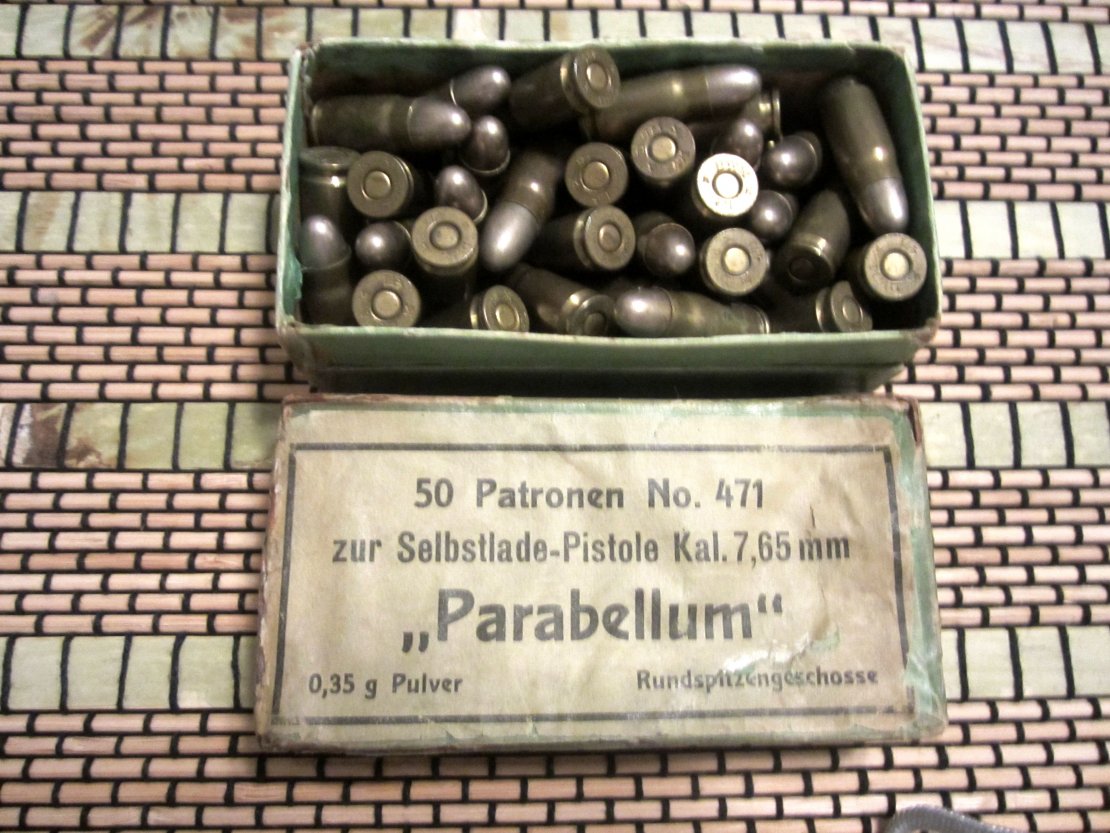 50 Patronen No. 471
zur Selbstlade-Pistole Kal. 7,65 mm
„Parabellum“
0,35 g Pulver Rundspitzengeschosse